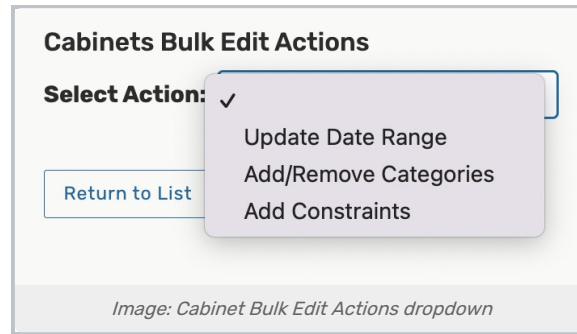 Cabinets Bulk Edit Actions
Select Action:
✓
Update Date Range
Add/Remove Categories
Add Constraints
Return to List
Image: Cabinet Bulk Edit Actions dropdown